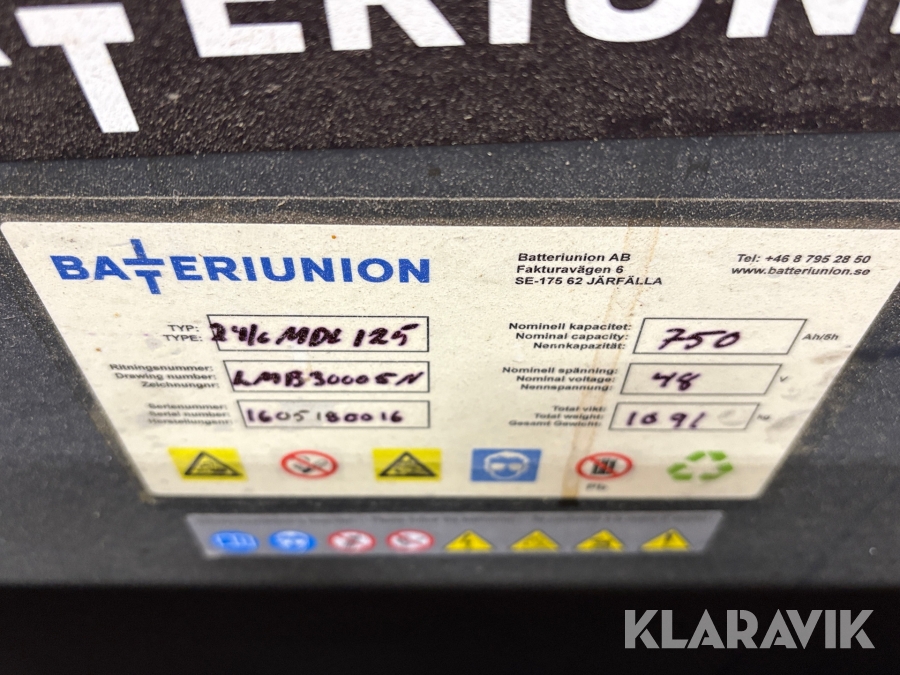 BATTERIUNION
BATTERIUNION
Batteriunion AB
Fakturavägen 6
SE-175 62 JÄRFÄLLA
Tel: +46 8 795 28 50
www.batteriunion.se
TYP:
TYPE:
MDL 125
Ritningsnummer:
Drawing number:
Zeichnungnr:
LMB30005N
Serienummer:
Serial number:
Herstellungsnr:
1605180016
Nominell kapacitet:
Nominal capacity:
Nennkapazität:
750
Ah/5h
Nominell spänning:
Nominal voltage:
Nennspannung:
48
V
Total vikt:
Total weight:
Gesamt Gewicht:
1091
kg
Pb
KLARAVIK